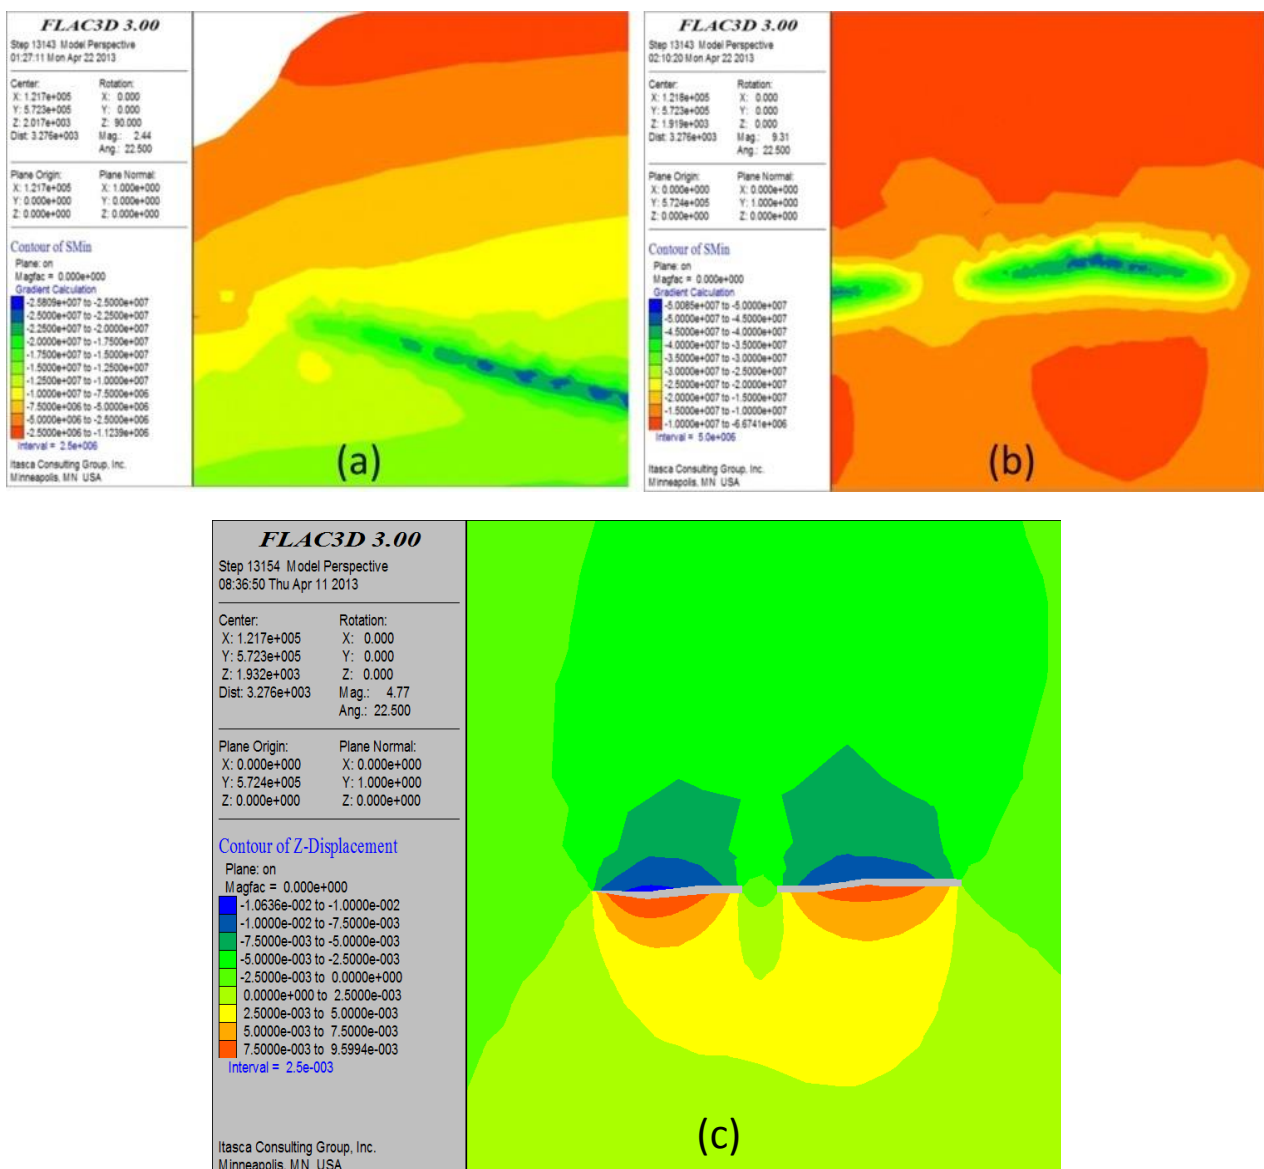 FLAC3D 3.00
Step 13143 Model Perspective
01:27:11 Mon Apr 22 2013
Center:
X: 1.217e+005
Y: 5.723e+005
Z: 2.017e+003
Dist: 3.276e+003
Rotation:
X: 0.000
Y: 0.000
Z: 90.000
Mag.: 2.44
Ang.: 22.500
Plane Origin:
X: 1.217e+005
Y: 0.000e+000
Z: 0.000e+000
Plane Normal:
X: 1.000e+000
Y: 0.000e+000
Z: 0.000e+000
Contour of SMin
Plane: on
Magfac = 0.000e+000
Gradient Calculation
-2.5809e+007 to -2.5000e+007
-2.5000e+007 to -2.2500e+007
-2.2500e+007 to -2.0000e+007
-2.0000e+007 to -1.7500e+007
-1.7500e+007 to -1.5000e+007
-1.5000e+007 to -1.2500e+007
-1.2500e+007 to -1.0000e+007
-1.0000e+007 to -7.5000e+006
-7.5000e+006 to -5.0000e+006
-5.0000e+006 to -2.5000e+006
-2.5000e+006 to -1.1239e+006
Interval = 2.5e+006
Itasca Consulting Group, Inc.
Minneapolis, MN USA
(a)
FLAC3D 3.00
Step 13143 Model Perspective
02:10:20 Mon Apr 22 2013
Center:
X: 1.218e+005
Y: 5.723e+005
Z: 1.919e+003
Dist: 3.276e+003
Rotation:
X: 0.000
Y: 0.000
Z: 0.000
Mag.: 9.31
Ang.: 22.500
Plane Origin:
X: 0.000e+000
Y: 5.724e+005
Z: 0.000e+000
Plane Normal:
X: 0.000e+000
Y: 1.000e+000
Z: 0.000e+000
Contour of SMin
Plane: on
Magfac = 0.000e+000
Gradient Calculation
-5.0085e+007 to -5.0000e+007
-5.0000e+007 to -4.5000e+007
-4.5000e+007 to -4.0000e+007
-4.0000e+007 to -3.5000e+007
-3.5000e+007 to -3.0000e+007
-3.0000e+007 to -2.5000e+007
-2.5000e+007 to -2.0000e+007
-2.0000e+007 to -1.5000e+007
-1.5000e+007 to -1.0000e+007
-1.0000e+007 to -6.6741e+006
Interval = 5.0e+006
Itasca Consulting Group, Inc.
Minneapolis, MN USA
(b)
FLAC3D 3.00
Step 13154 Model Perspective
08:36:50 Thu Apr 11 2013
Center:
X: 1.217e+005
Y: 5.723e+005
Z: 1.932e+003
Dist: 3.276e+003
Rotation:
X: 0.000
Y: 0.000
Z: 0.000
Mag.: 4.77
Ang.: 22.500
Plane Origin:
X: 0.000e+000
Y: 5.724e+005
Z: 0.000e+000
Plane Normal:
X: 0.000e+000
Y: 1.000e+000
Z: 0.000e+000
Contour of Z-Displacement
Plane: on
Magfac = 0.000e+000
-1.0636e-002 to -1.0000e-002
-1.0000e-002 to -7.5000e-003
-7.5000e-003 to -5.0000e-003
-5.0000e-003 to -2.5000e-003
-2.5000e-003 to 0.0000e+000
0.0000e+000 to 2.5000e-003
2.5000e-003 to 5.0000e-003
5.0000e-003 to 7.5000e-003
7.5000e-003 to 9.5994e-003
Interval = 2.5e-003
Itasca Consulting Group, Inc.
Minneapolis, MN USA
(c)